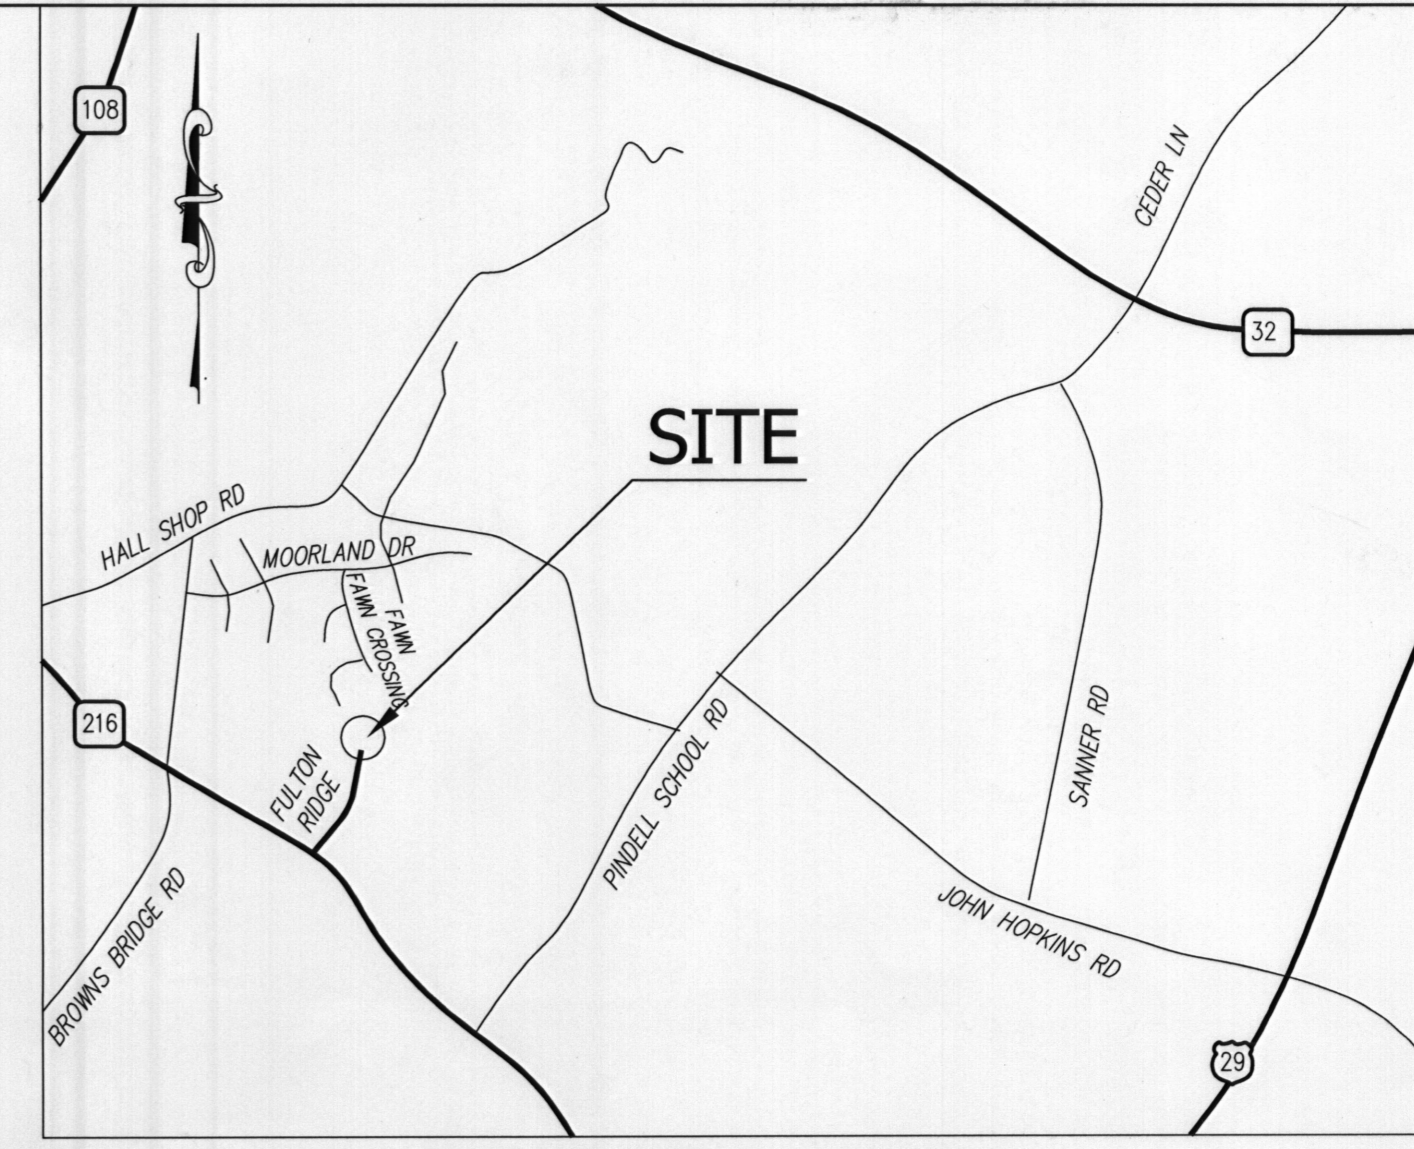 108
CEDER LN
32
SITE
HALL SHOP RD
MOORLAND DR
FAWN CROSSING
FAWN
216
FULTON
RIDGE
PINDELL SCHOOL RD
SANNER RD
JOHN HOPKINS RD
BROWNS BRIDGE RD
29